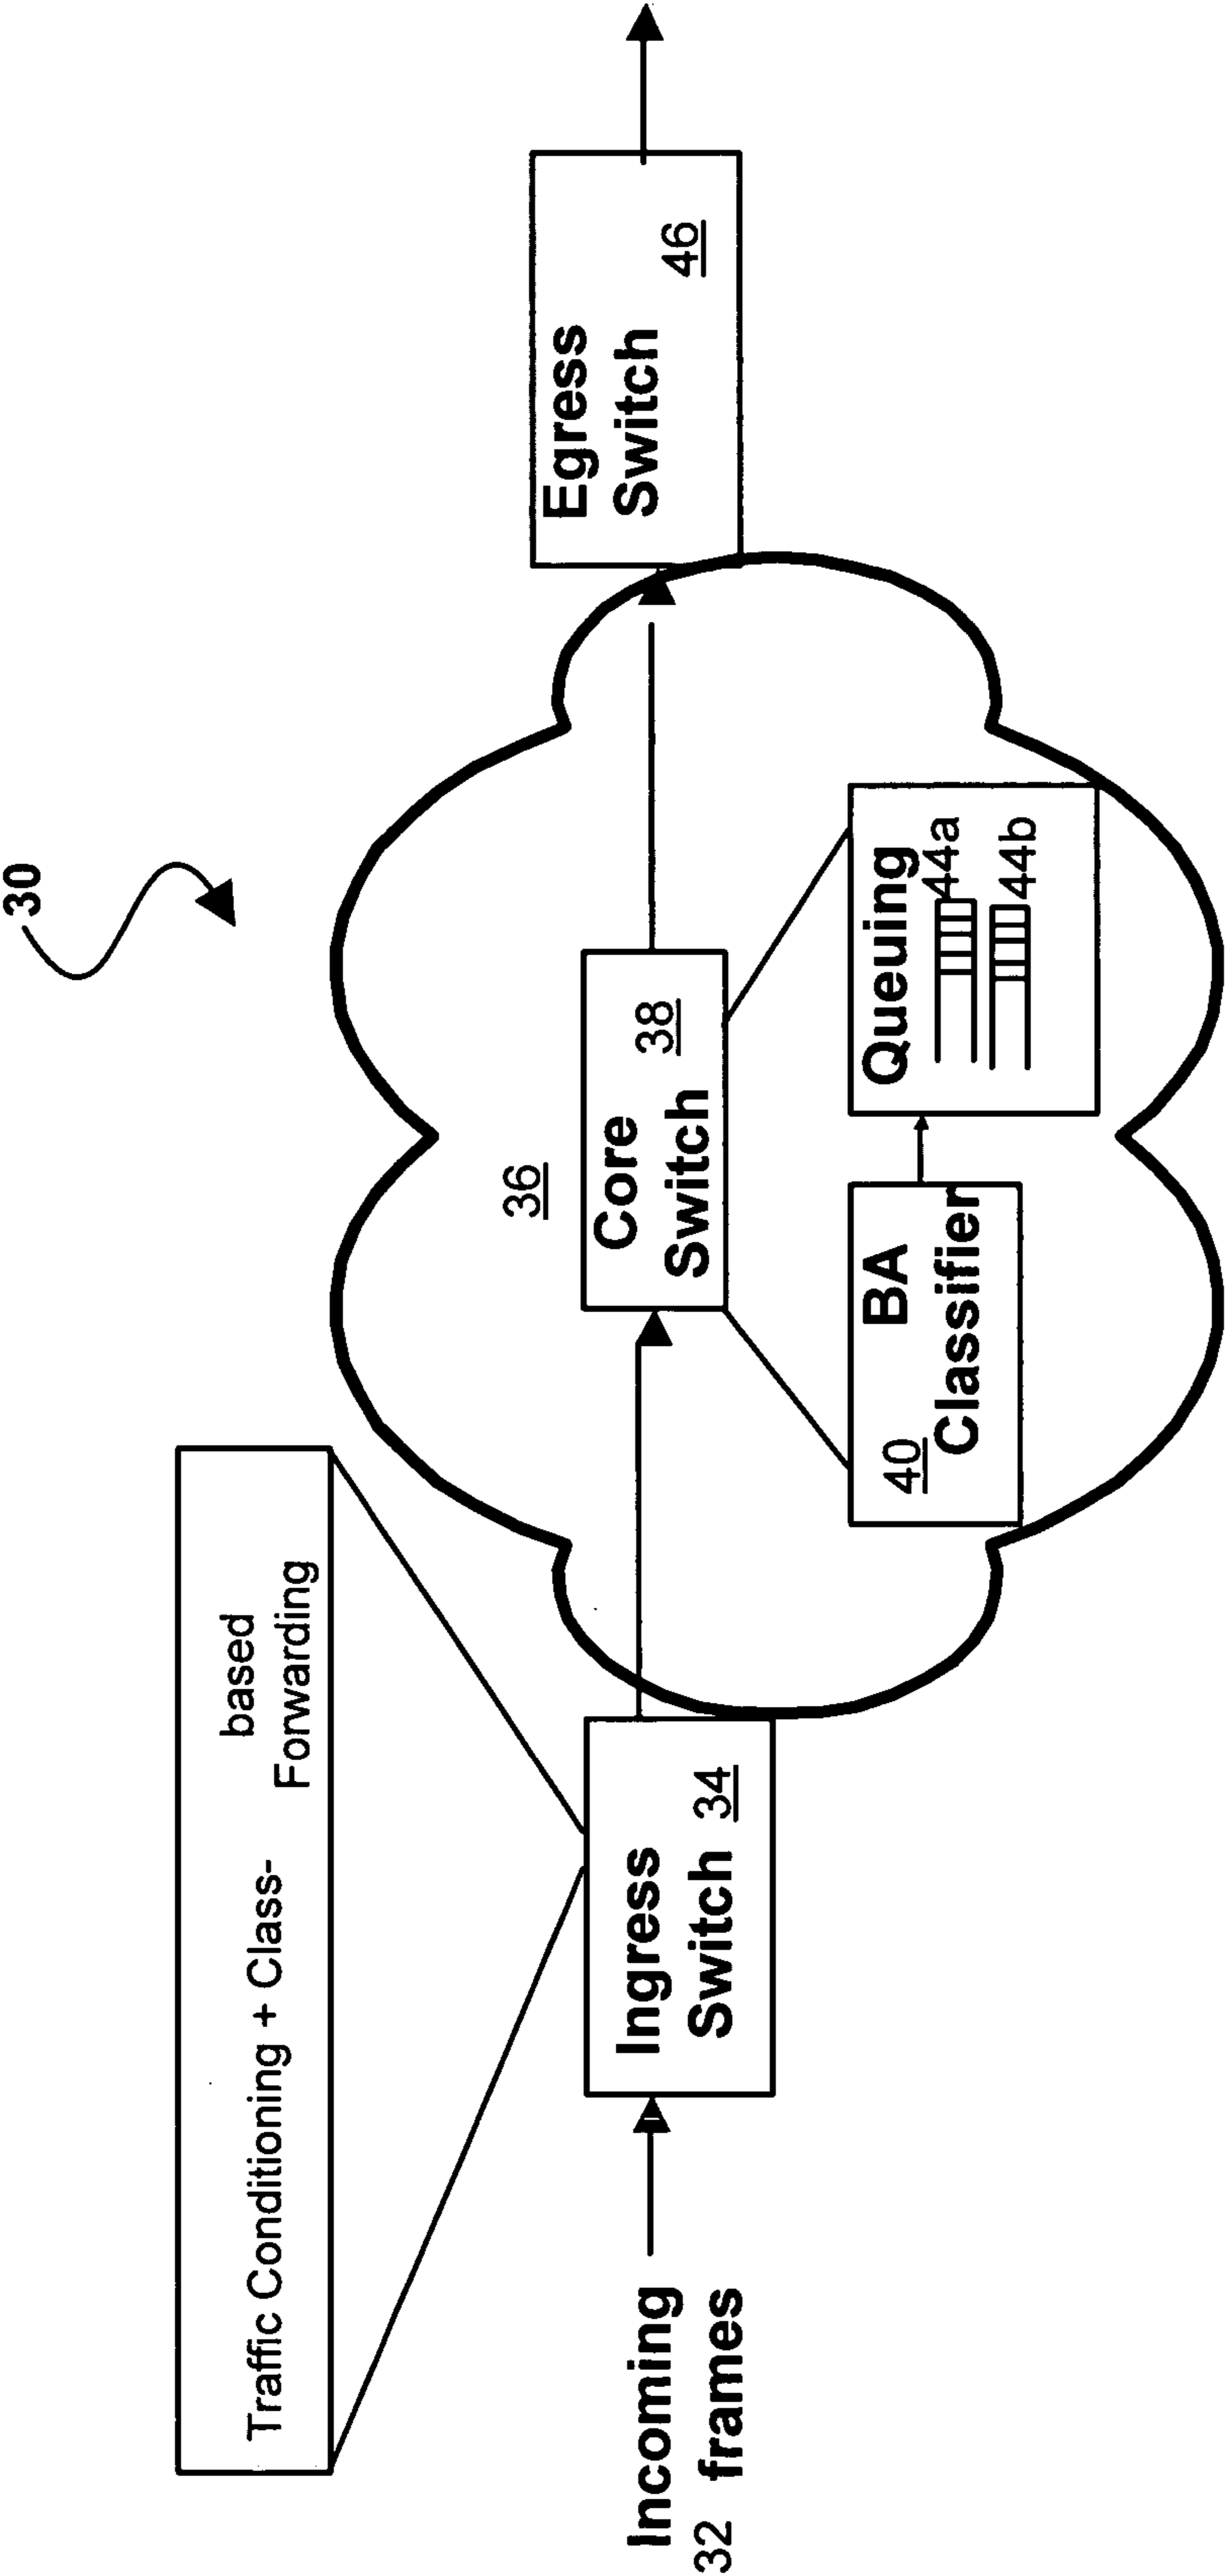 30
Traffic Conditioning + Class-
based
Forwarding
Incoming
32 frames
Ingress
Switch 34
36
Core
Switch 38
40
BA
Classifier
Queuing
44a
44b
Egress
Switch
46